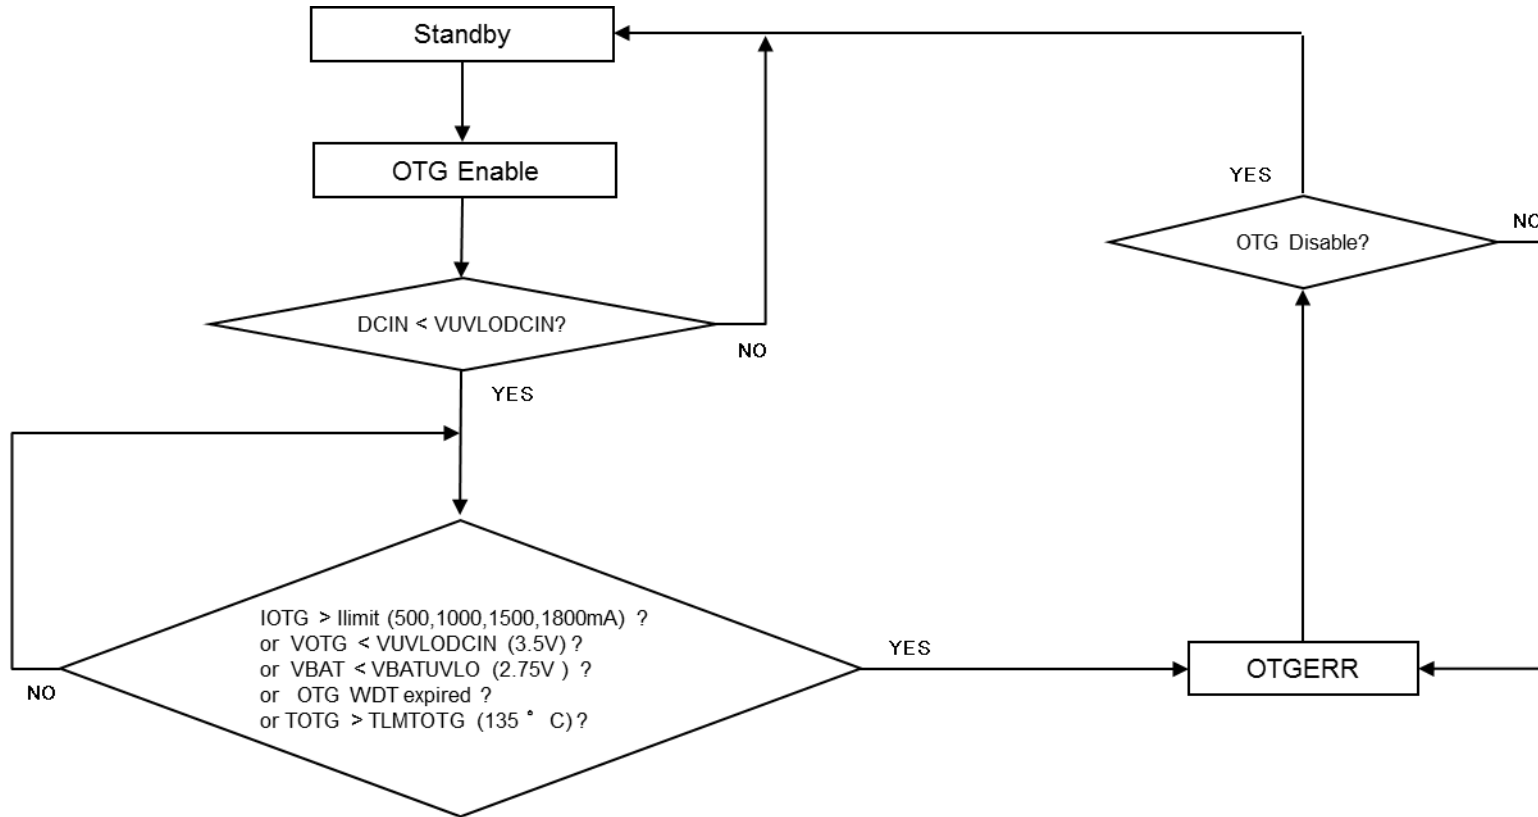 Standby
OTG Enable
YES
OTG Disable?
NO
DCIN < VUVLODCIN?
NO
YES
IOTG > Ilimit (500,1000,1500,1800mA) ?
or VOTG < VUVLODCIN (3.5V) ?
or VBAT < VBATUVLO (2.75V ) ?
or OTG WDT expired ?
or TOTG > TLMTOTG (135 ° C) ?
YES
NO
OTGERR